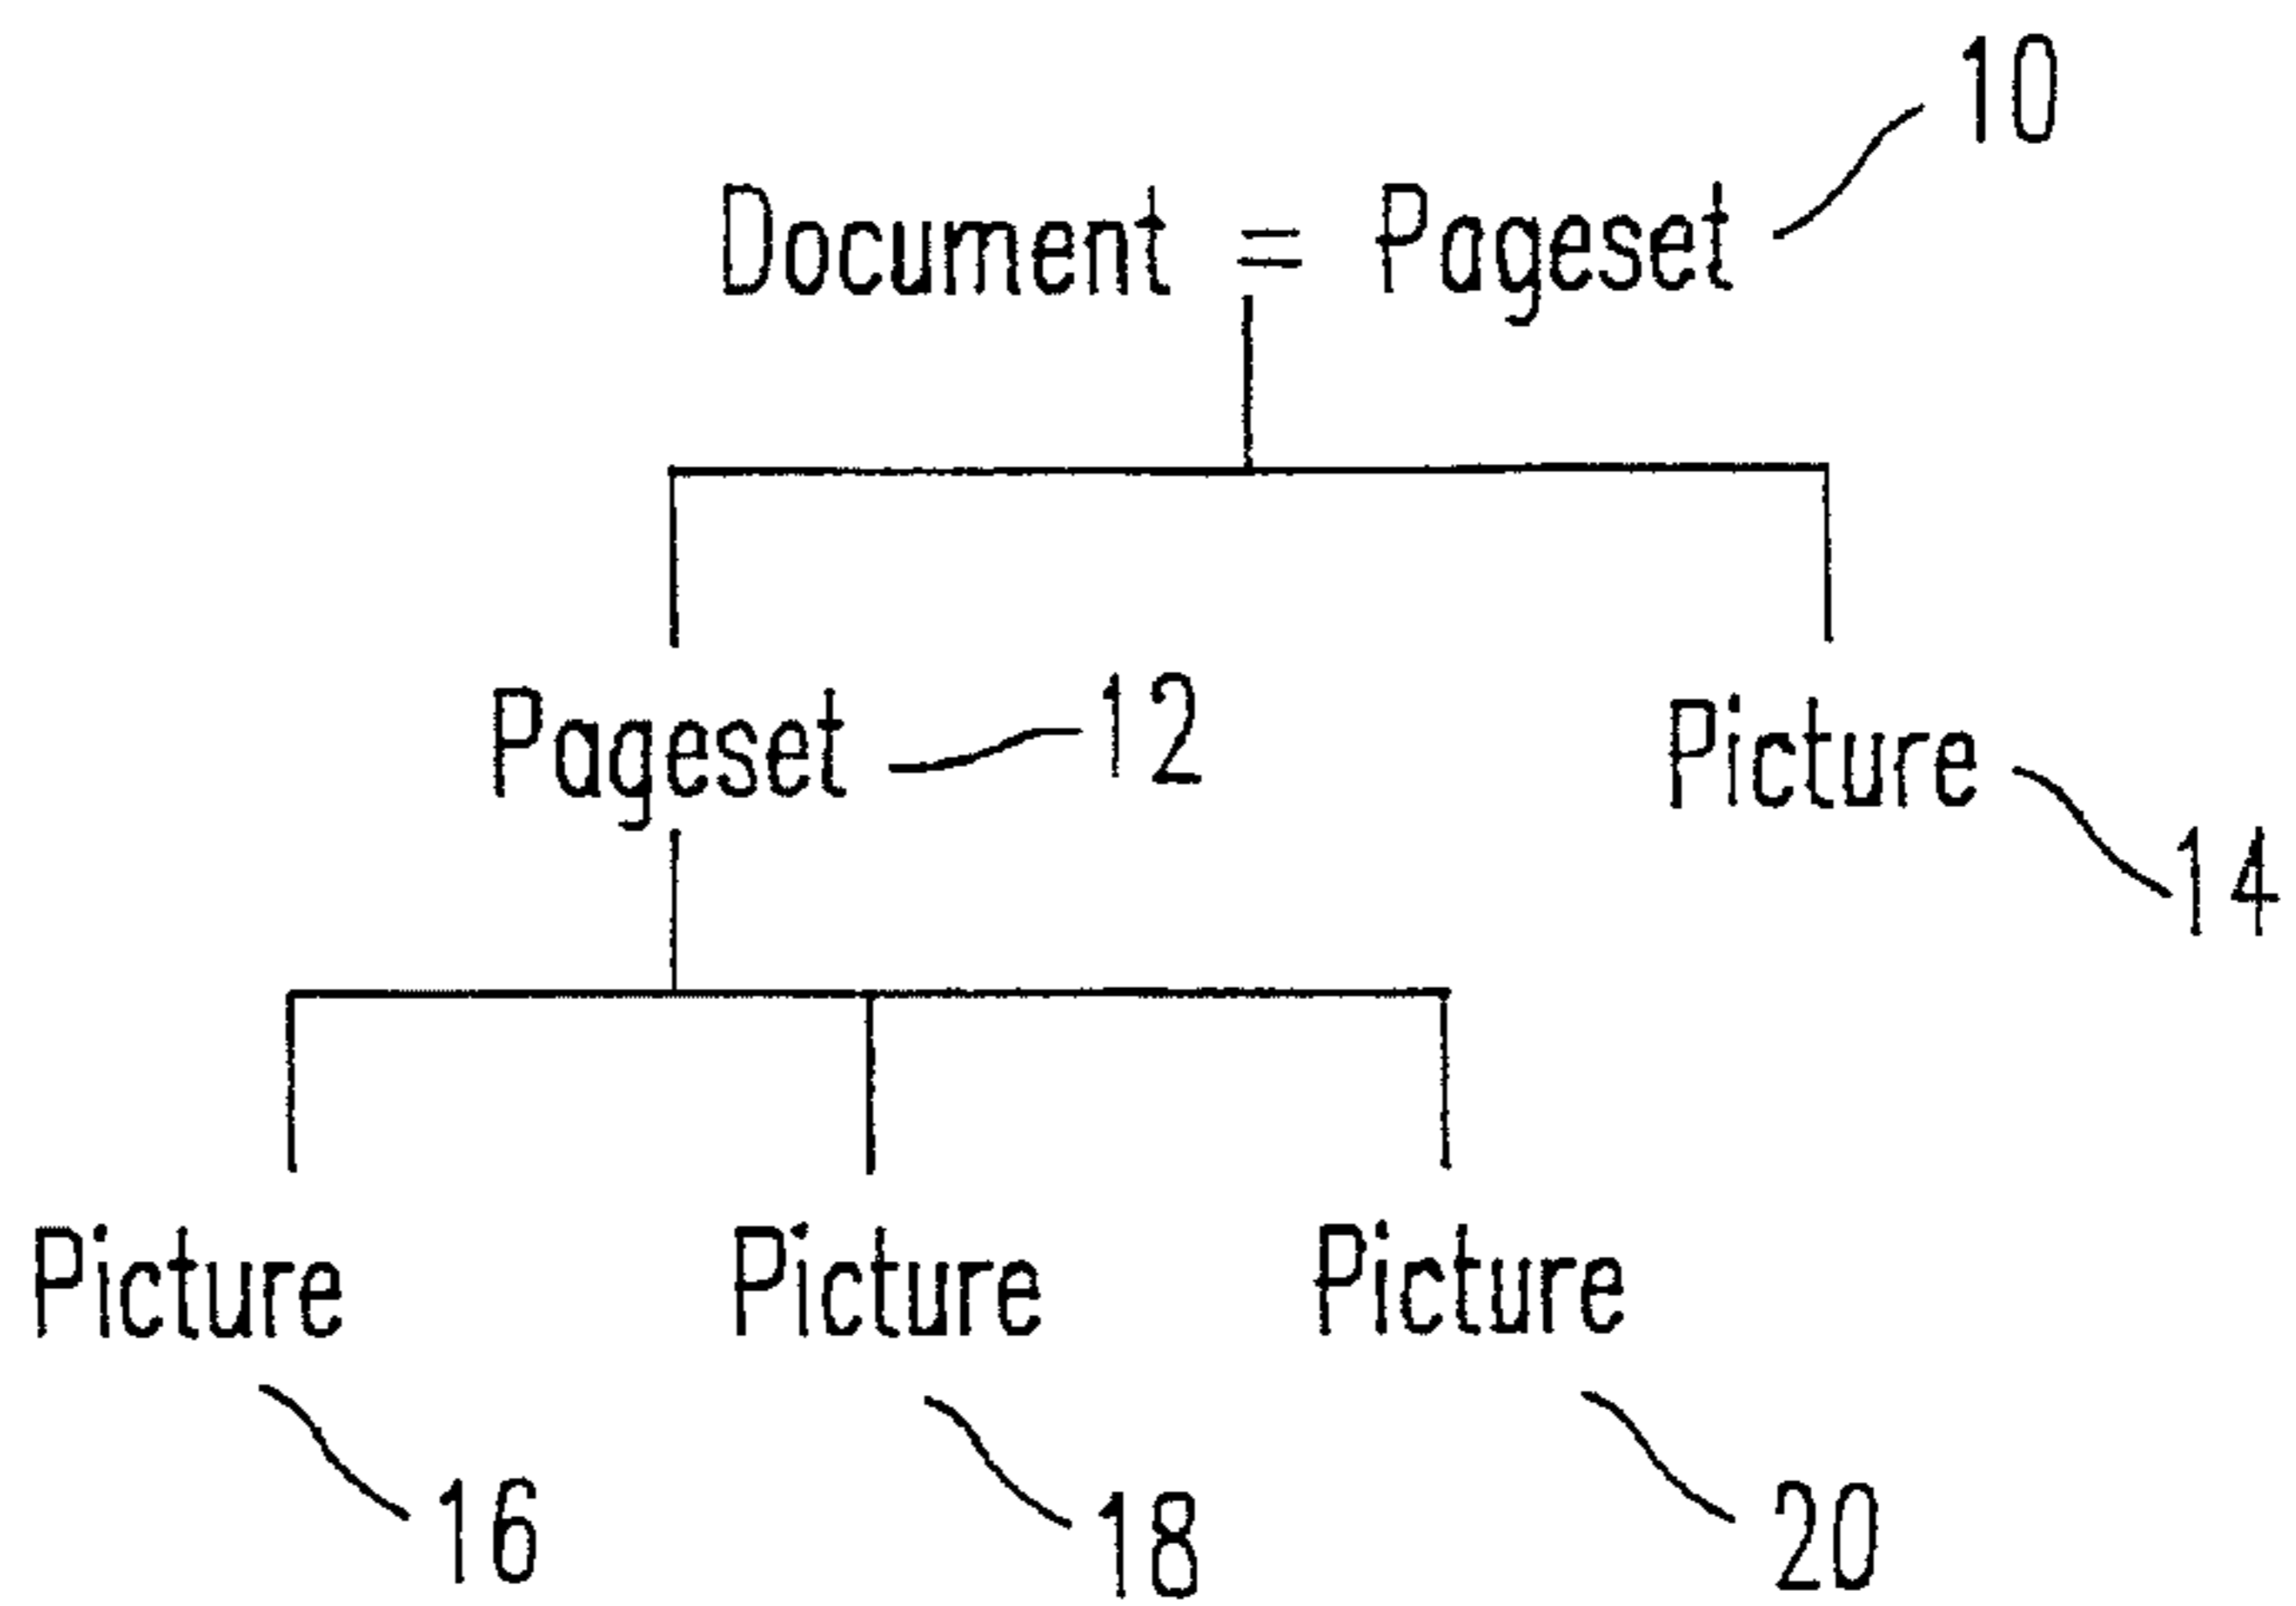 10
Document = Pageset
Pageset 12
Picture
14
Picture Picture Picture
16 18 20